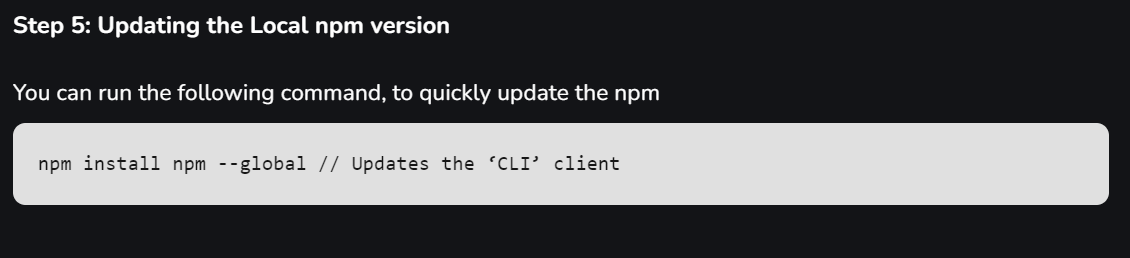 Step 5: Updating the Local npm version
You can run the following command, to quickly update the npm
npm install npm --global // Updates the ‘CLI’ client